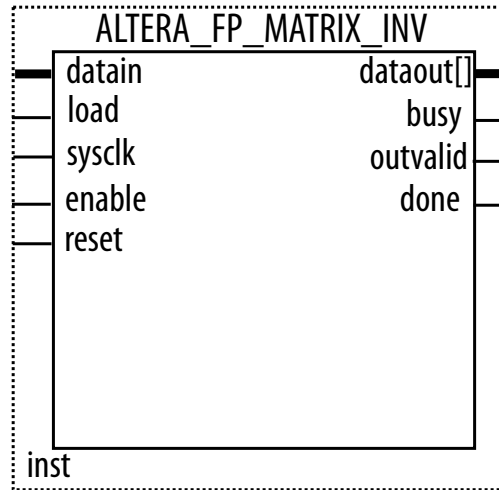 ALTERA_FP_MATRIX_INV
datain dataout[]
load busy
sysclk outvalid
enable done
reset
inst